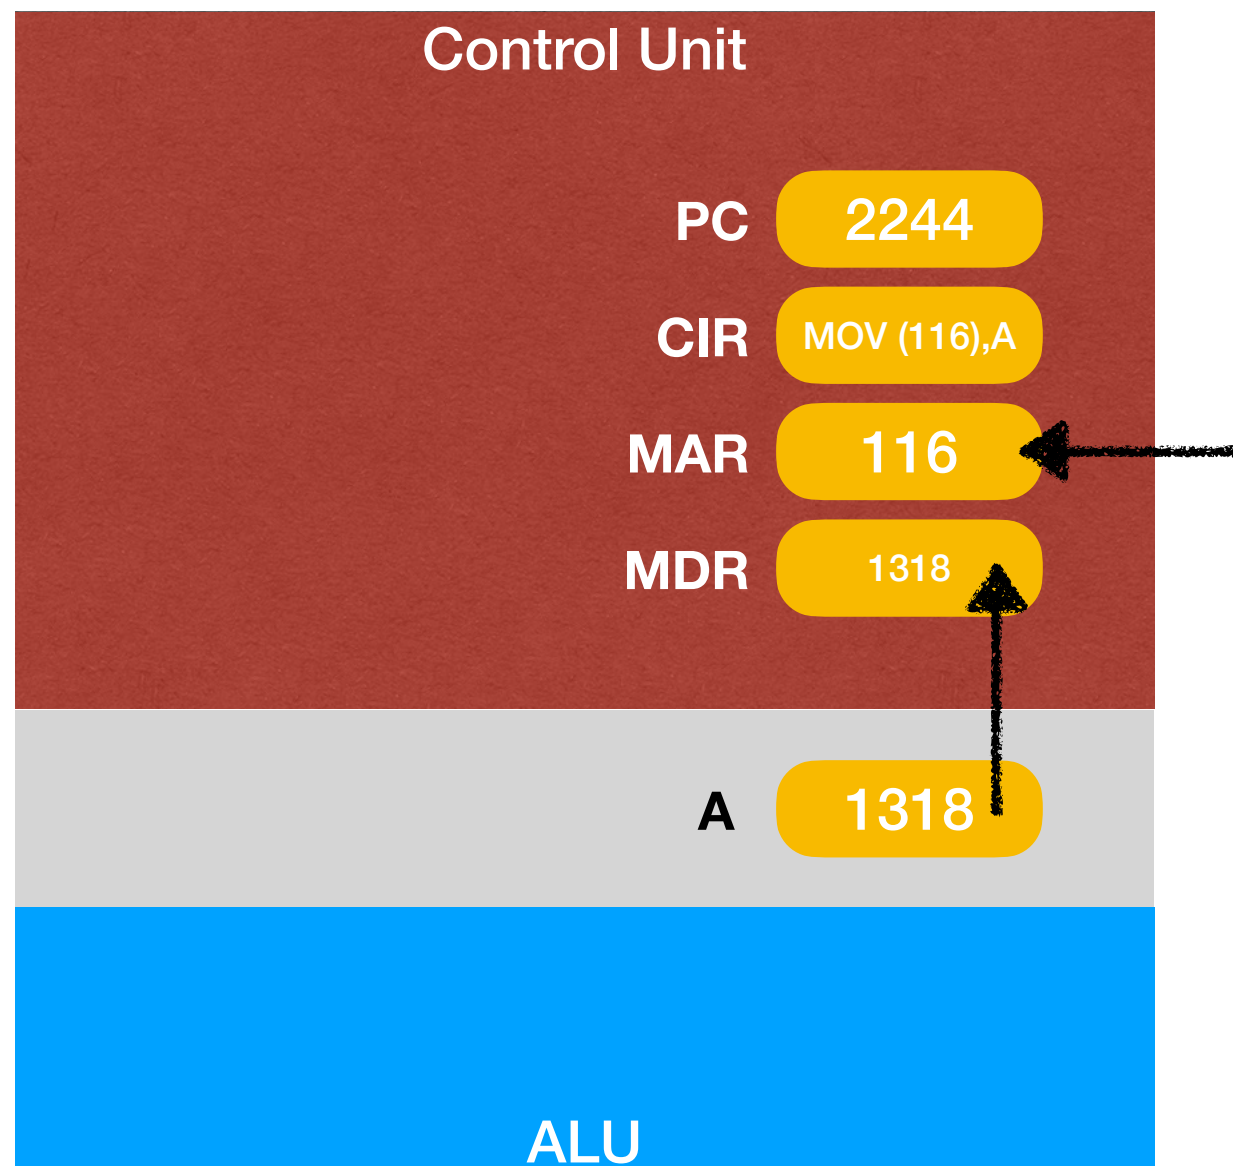 Control Unit
PC 2244
CIR MOV (116),A
MAR 116
MDR 1318
A 1318
ALU